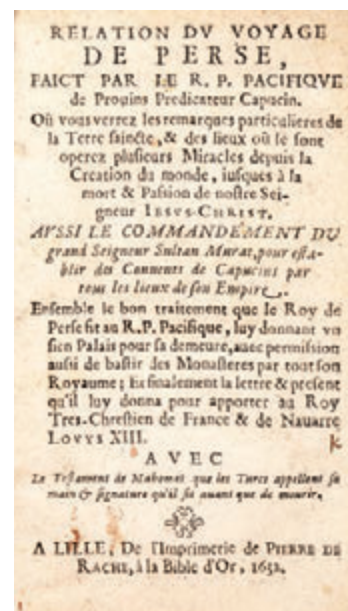 RELATION DV VOYAGE
DE PERSE,
FAICT PAR LE R. P. PACIFIQVE
de Prouins Predicateur Capucin.
Où vous verrez les remarques particulieres de
la Terre saincte, & des lieux où se sont
operez plusieurs Miracles depuis la
Creation du monde, iusques à la
mort & Passion de nostre Sei-
gneur IESVS-CHRIST.
AVSSI LE COMMANDEMENT DV
grand Seigneur Sultan Murat, pour esta-
blir des Conuents de Capucins par
tous les lieux de son Empire.
Ensemble le bon traitement que le Roy de
Perse fit au R. P. Pacifique, luy donnant vn
sien Palais pour sa demeure, auec permission
aussi de bastir des Monasteres par tout son
Royaume; Et finalement la lettre & present
qu'il luy donna pour apporter au Roy
Tres-Chrestien de France & de Nauarre
LOVYS XIII.
AVEC
Le Testament de Mahomet que les Turcs appellent sa
main & signature qu'il fit auant que de mourir.
A LILLE, De l'Imprimerie de PIERRE DE
RACHE, à la Bible d'Or, 1652.